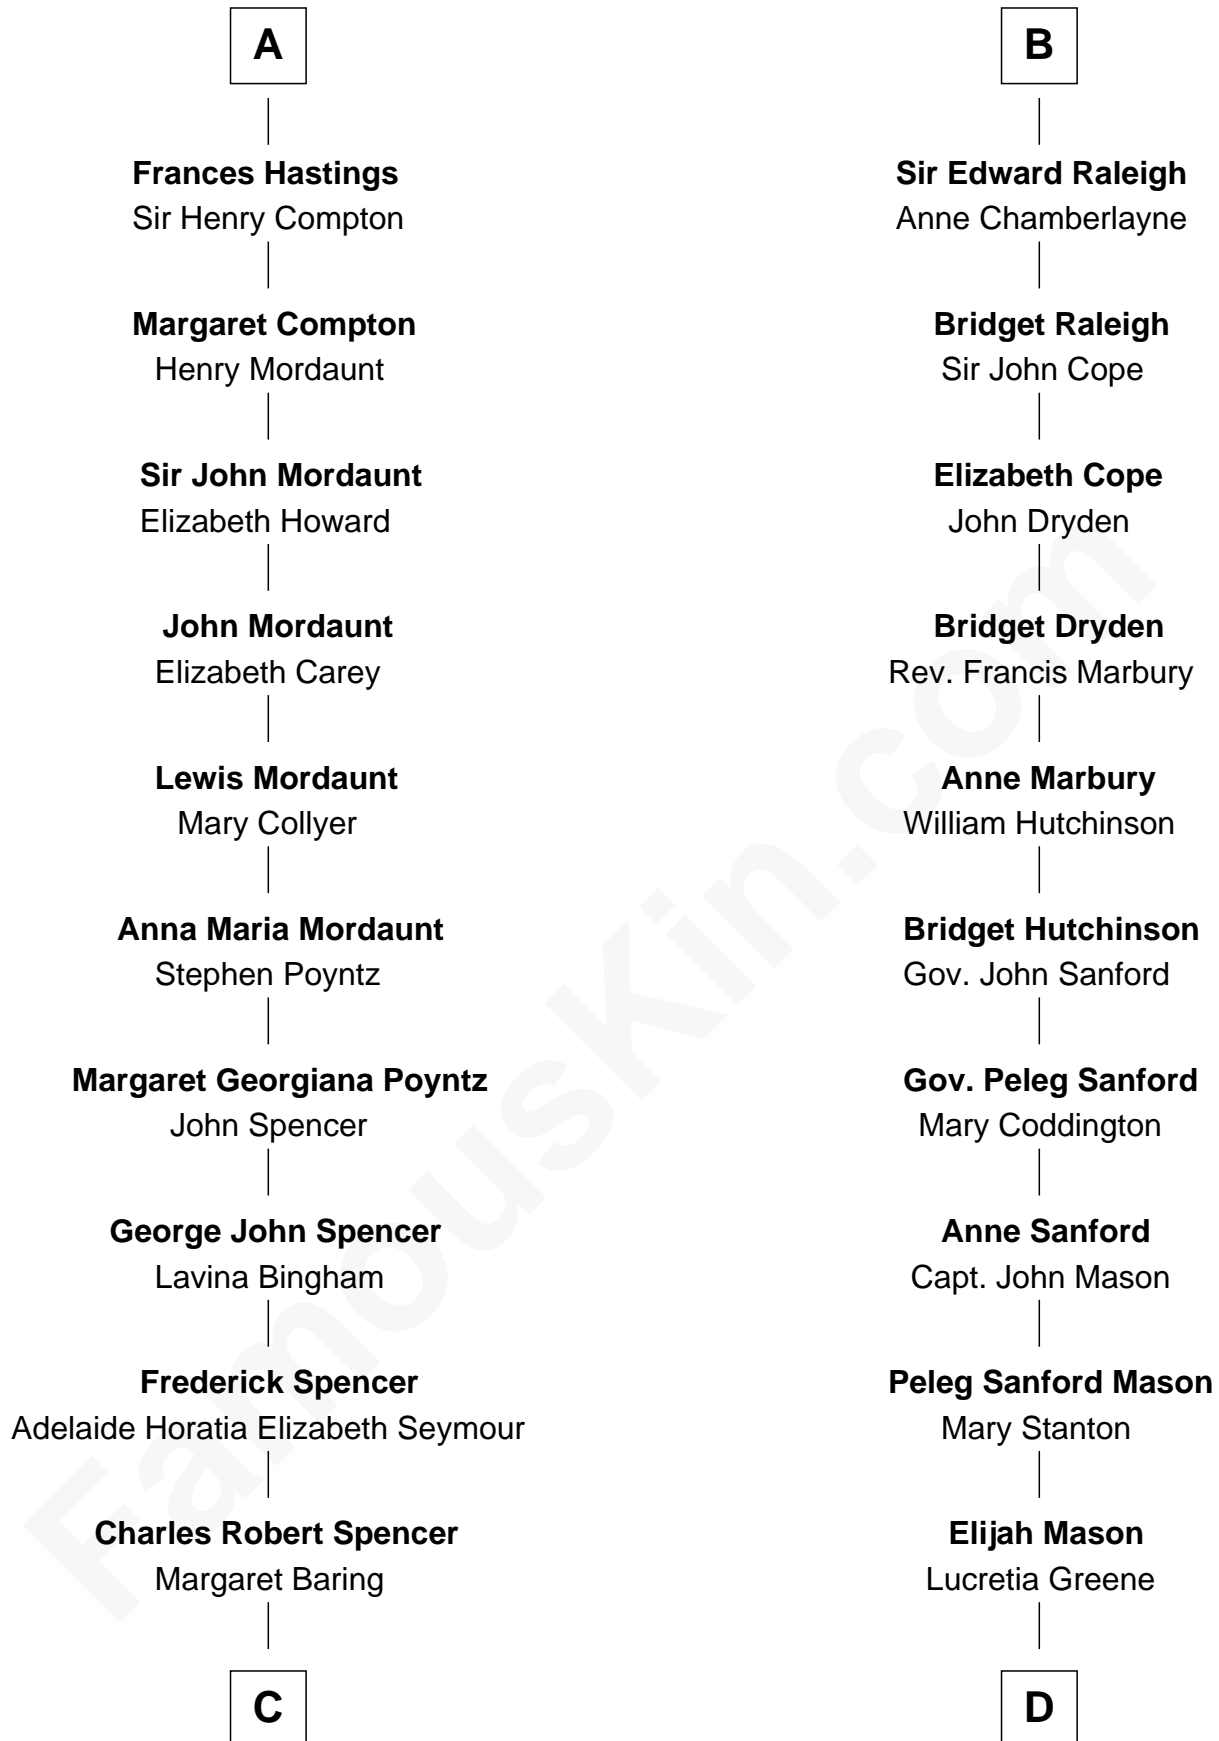 A
Frances Hastings
Sir Henry Compton
Margaret Compton
Henry Mordaunt
Sir John Mordaunt
Elizabeth Howard
John Mordaunt
Elizabeth Carey
Lewis Mordaunt
Mary Collyer
Anna Maria Mordaunt
Stephen Poyntz
Margaret Georgiana Poyntz
John Spencer
George John Spencer
Lavina Bingham
Frederick Spencer
Adelaide Horatia Elizabeth Seymour
Charles Robert Spencer
Margaret Baring
C
B
Sir Edward Raleigh
Anne Chamberlayne
Bridget Raleigh
Sir John Cope
Elizabeth Cope
John Dryden
Bridget Dryden
Rev. Francis Marbury
Anne Marbury
William Hutchinson
Bridget Hutchinson
Gov. John Sanford
Gov. Peleg Sanford
Mary Coddington
Anne Sanford
Capt. John Mason
Peleg Sanford Mason
Mary Stanton
Elijah Mason
Lucretia Greene
D
FamousKin.com